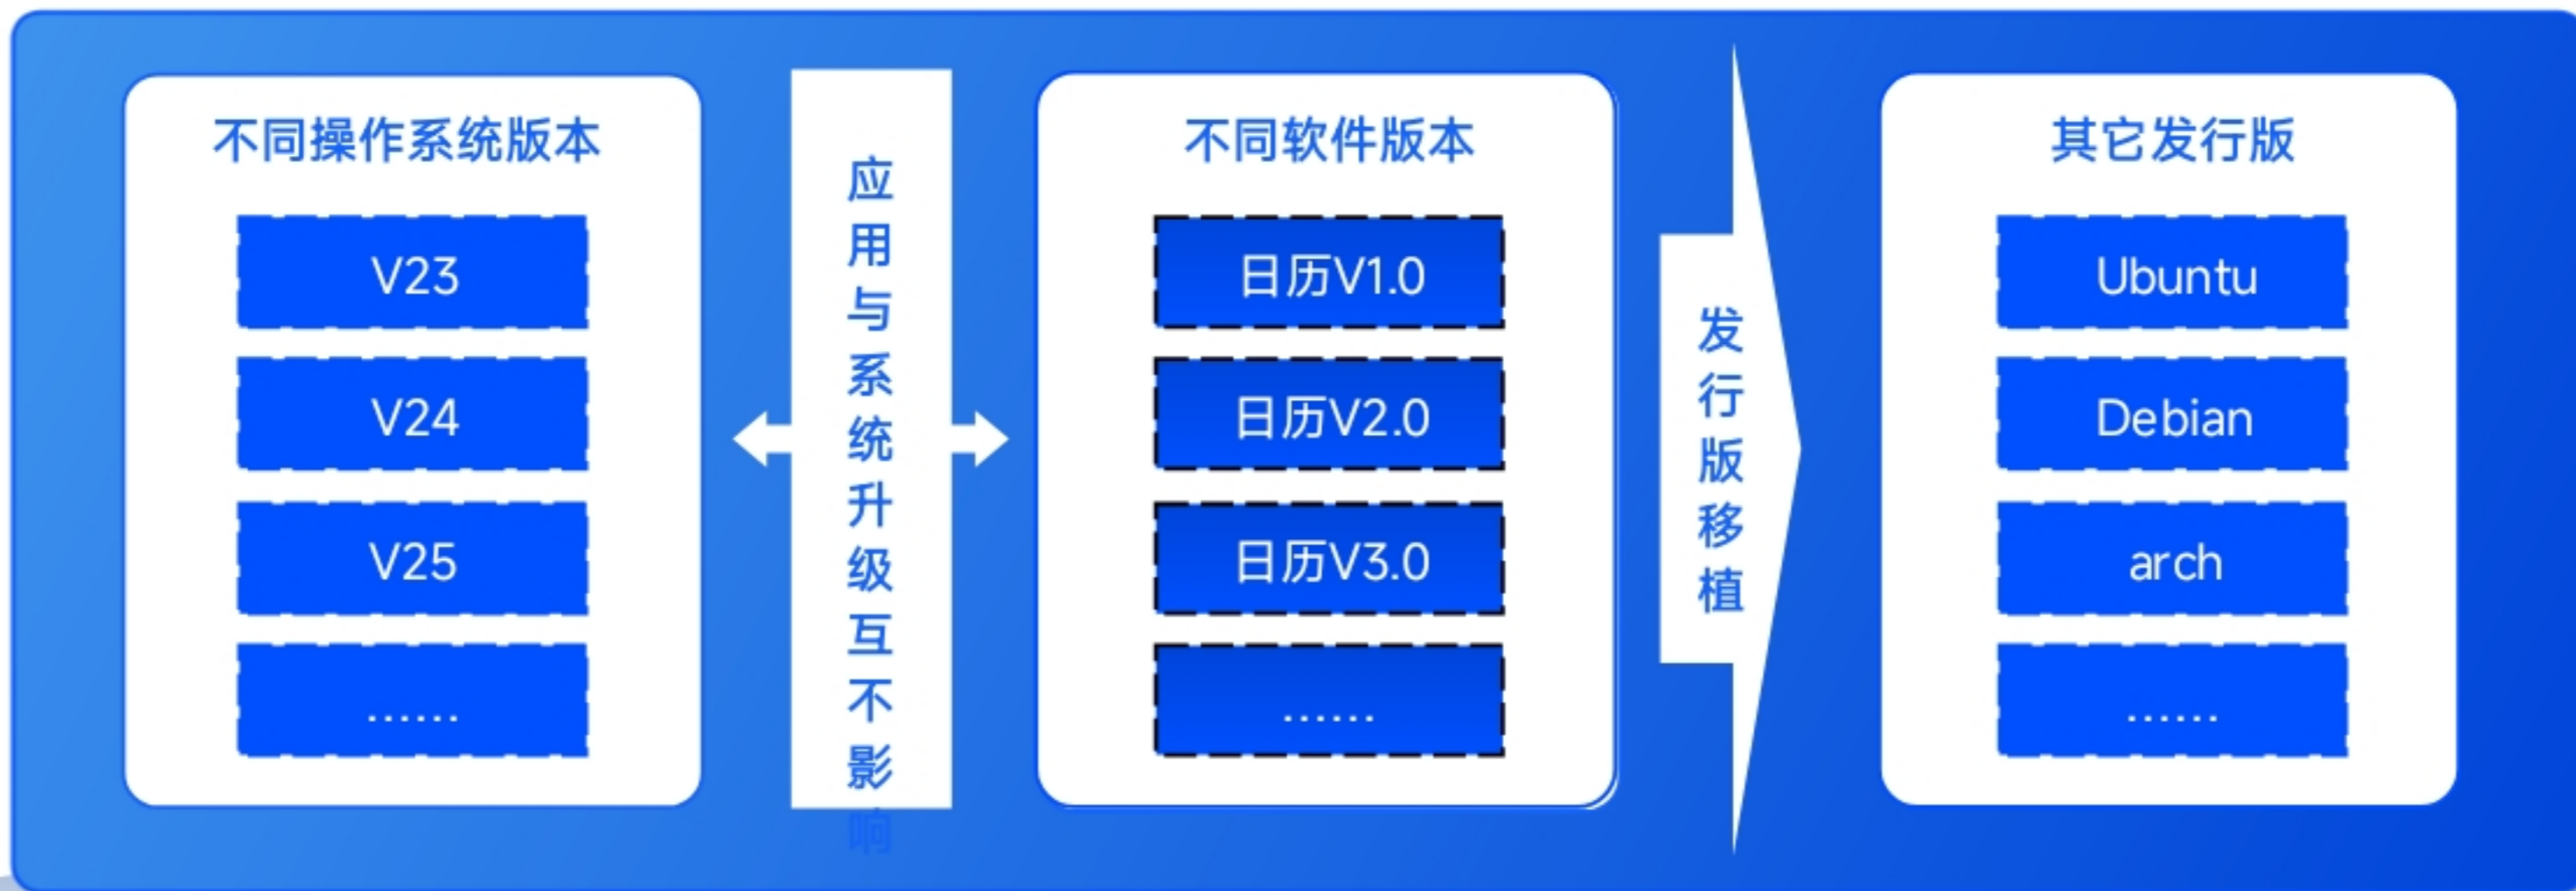 不同操作系统版本
V23
V24
V25
......
应用与系统升级互不影响
不同软件版本
日历V1.0
日历V2.0
日历V3.0
......
发行版移植
其它发行版
Ubuntu
Debian
arch
......